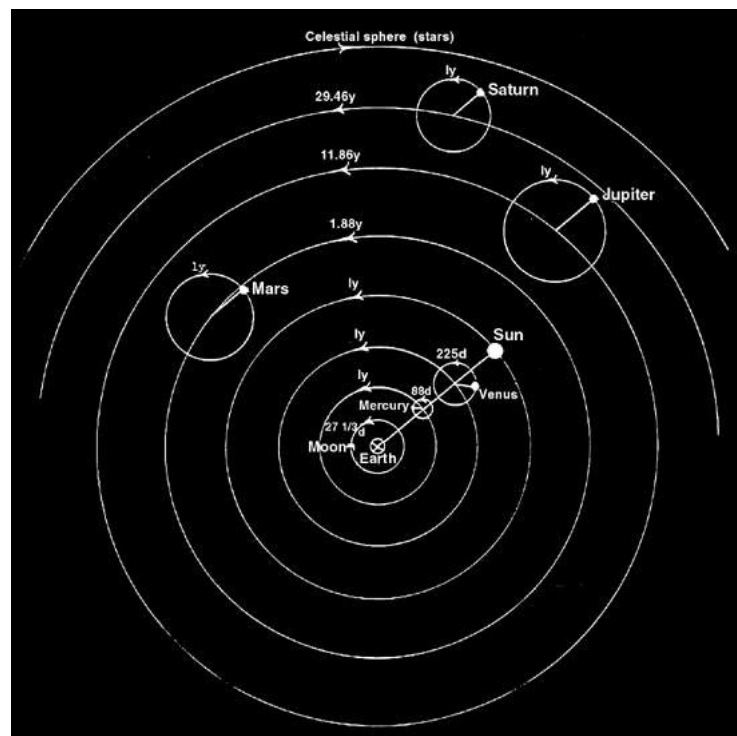 Celestial sphere (stars)
ly
Saturn
29.46y
11.86y
ly
Jupiter
1.88y
1y
Mars
ly
Sun
ly
225d
ly
88d
Venus
Mercury
27 1/3d
Moon
Earth